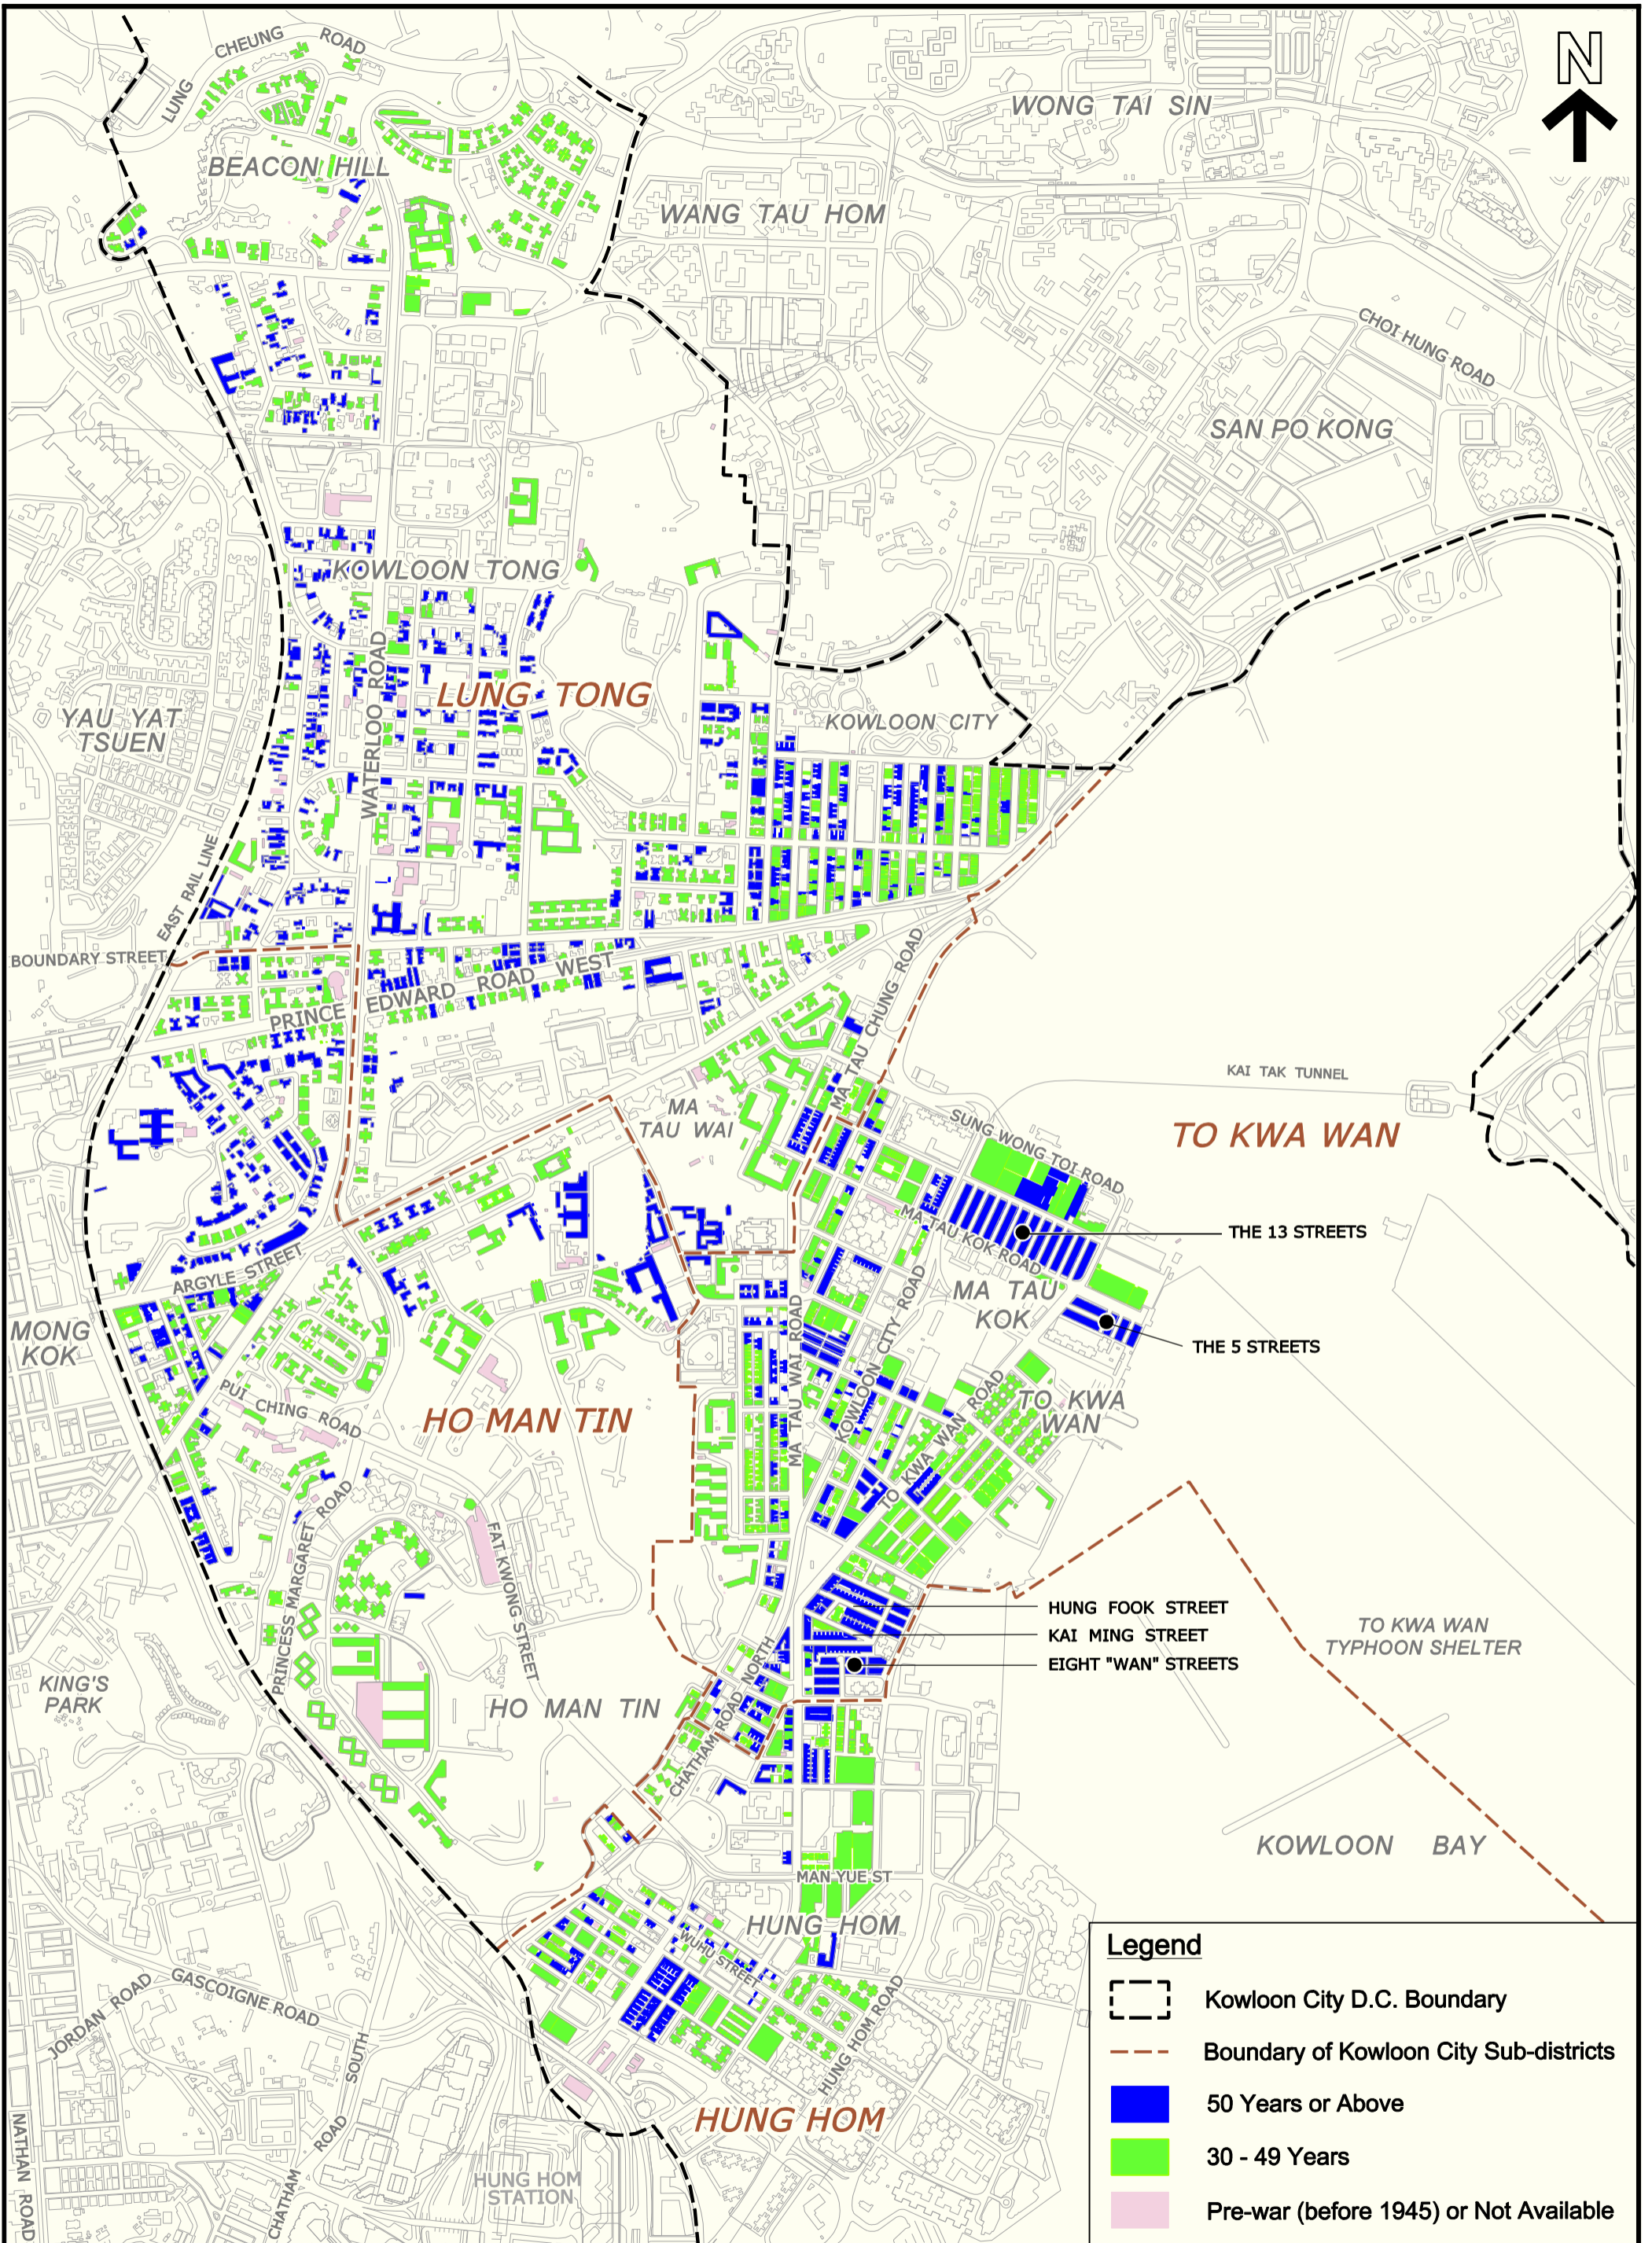 N
LUNG CHEUNG ROAD
WONG TAI SIN
BEACON HILL
WANG TAU HOM
CHOI HUNG ROAD
SAN PO KONG
KOWLOON TONG
WATERLOO ROAD
LUNG TONG
YAU YAT
TSUEN
KOWLOON CITY
EAST RAIL LINE
BOUNDARY STREET
PRINCE EDWARD ROAD WEST
MA TAU CHUNG ROAD
KAI TAK TUNNEL
MA
TAU WAI
SUNG WONG TOI ROAD
TO KWA WAN
MA TAU KOK ROAD
THE 13 STREETS
ARGYLE STREET
MA TAU
KOK
MONG
KOK
THE 5 STREETS
MA TAU WAI ROAD
KOWLOON CITY ROAD
PUI CHING ROAD
HO MAN TIN
TO KWA WAN ROAD
TO KWA
WAN
PRINCESS MARGARET ROAD
FAT KWONG STREET
HUNG FOOK STREET
KAI MING STREET
EIGHT "WAN" STREETS
TO KWA WAN
TYPHOON SHELTER
KING'S
PARK
HO MAN TIN
CHATHAM ROAD NORTH
KOWLOON BAY
MAN YUE ST
HUNG HOM
WUHU STREET
JORDAN ROAD
GASCOIGNE ROAD
HUNG HOM ROAD
CHATHAM ROAD SOUTH
HUNG HOM
NATHAN ROAD
HUNG HOM
STATION
Legend
Kowloon City D.C. Boundary
Boundary of Kowloon City Sub-districts
50 Years or Above
30 - 49 Years
Pre-war (before 1945) or Not Available